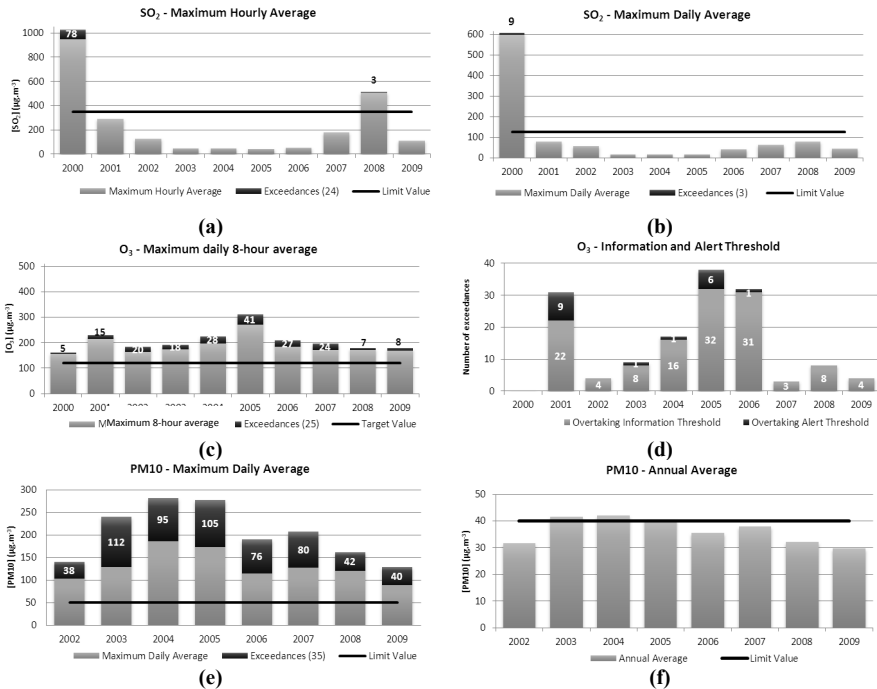 SO₂ - Maximum Hourly Average
[SO₂] (µg.m⁻³)
1000
800
600
400
200
0
78
3
2000 2001 2002 2003 2004 2005 2006 2007 2008 2009
Maximum Hourly Average Exceedances (24) Limit Value
(a)
SO₂ - Maximum Daily Average
[SO₂] (µg.m⁻³)
600
500
400
300
200
100
0
9
2000 2001 2002 2003 2004 2005 2006 2007 2008 2009
Maximum Daily Average Exceedances (3) Limit Value
(b)
O₃ - Maximum daily 8-hour average
[O₃] (µg.m⁻³)
500
400
300
200
100
0
5 15 20 18 28 41 27 24 7 8
2000 2005 2006 2007 2008 2009
Maximum 8-hour average Exceedances (25) Target Value
(c)
O₃ - Information and Alert Threshold
Number of exceedances
40
30
20
10
0
9 1 1 6 1
22 4 8 16 32 31 3 8 4
2000 2001 2002 2003 2004 2005 2006 2007 2008 2009
Overtaking Information Threshold Overtaking Alert Threshold
(d)
PM10 - Maximum Daily Average
[PM10] (µg.m⁻³)
300
250
200
150
100
50
0
38 112 95 105 76 80 42 40
2002 2003 2004 2005 2006 2007 2008 2009
Maximum Daily Average Exceedances (35) Limit Value
(e)
PM10 - Annual Average
[PM10] (µg.m⁻³)
50
40
30
20
10
0
2002 2003 2004 2005 2006 2007 2008 2009
Annual Average Limit Value
(f)